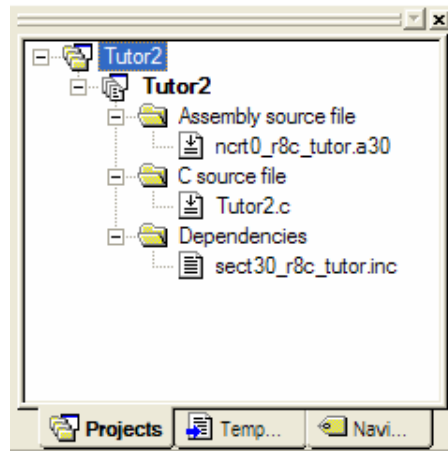 Tutor2
Tutor2
Assembly source file
ncrt0_r8c_tutor.a30
C source file
Tutor2.c
Dependencies
sect30_r8c_tutor.inc
Projects Temp... Navi...